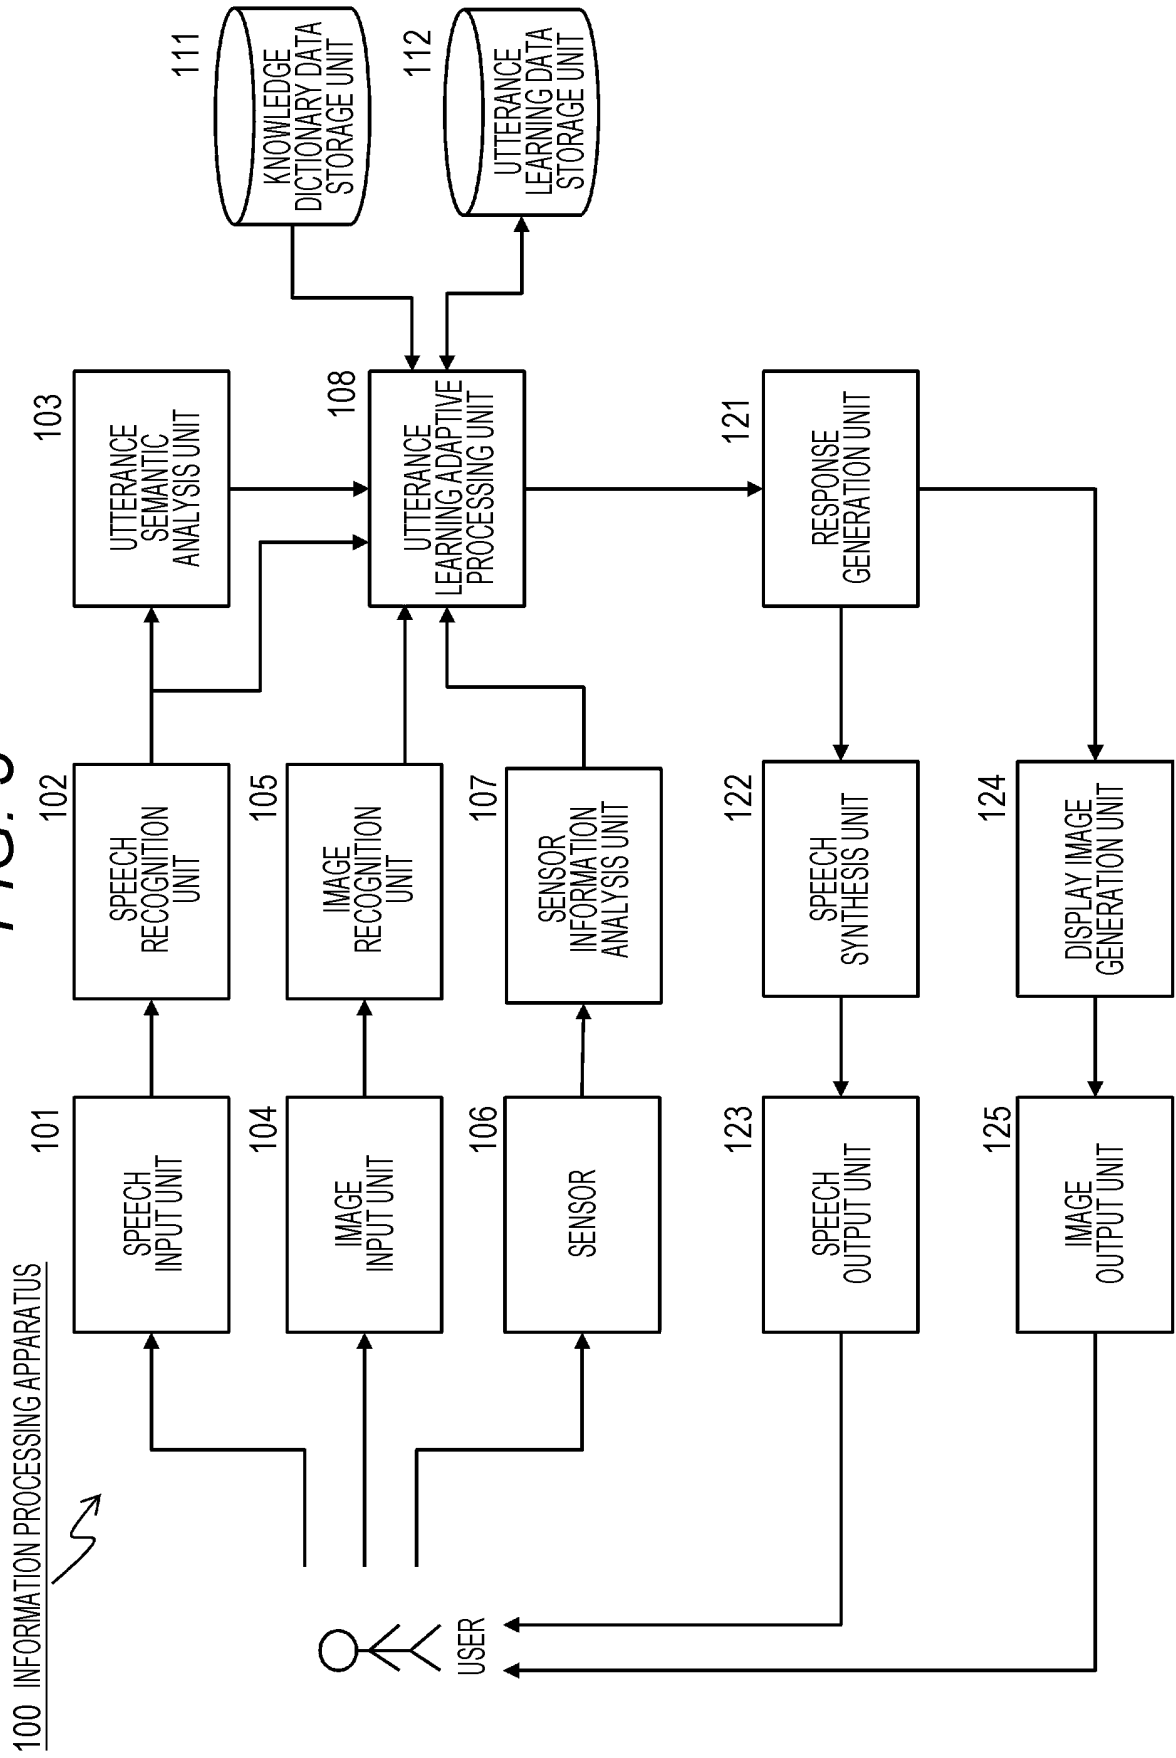 FIG.
100 INFORMATION PROCESSING APPARATUS
101
SPEECH
INPUT UNIT
102
SPEECH
RECOGNITION
UNIT
103
UTTERANCE
SEMANTIC
ANALYSIS UNIT
111
KNOWLEDGE
DICTIONARY DATA
STORAGE UNIT
104
IMAGE
INPUT UNIT
105
IMAGE
RECOGNITION
UNIT
108
UTTERANCE
LEARNING ADAPTIVE
PROCESSING UNIT
112
UTTERANCE
LEARNING DATA
STORAGE UNIT
USER
106
SENSOR
107
SENSOR
INFORMATION
ANALYSIS UNIT
123
SPEECH
OUTPUT UNIT
122
SPEECH
SYNTHESIS UNIT
121
RESPONSE
GENERATION UNIT
125
IMAGE
OUTPUT UNIT
124
DISPLAY IMAGE
GENERATION UNIT